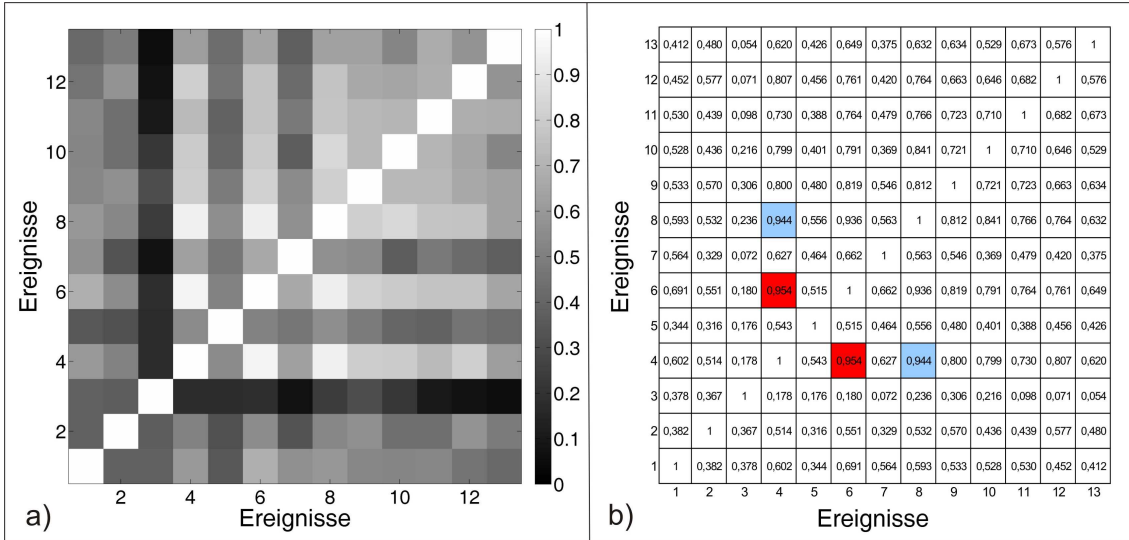 12
10
8
6
4
2
Ereignisse
2 4 6 8 10 12
Ereignisse
1
0.9
0.8
0.7
0.6
0.5
0.4
0.3
0.2
0.1
0
a)
13 0,412 0,480 0,054 0,620 0,426 0,649 0,375 0,632 0,634 0,529 0,673 0,576 1
12 0,452 0,577 0,071 0,807 0,456 0,761 0,420 0,764 0,663 0,646 0,682 1 0,576
11 0,530 0,439 0,098 0,730 0,388 0,764 0,479 0,766 0,723 0,710 1 0,682 0,673
10 0,528 0,436 0,216 0,799 0,401 0,791 0,369 0,841 0,721 1 0,710 0,646 0,529
9 0,533 0,570 0,306 0,800 0,480 0,819 0,546 0,812 1 0,721 0,723 0,663 0,634
8 0,593 0,532 0,236 0,944 0,556 0,936 0,563 1 0,812 0,841 0,766 0,764 0,632
7 0,564 0,329 0,072 0,627 0,464 0,662 1 0,563 0,546 0,369 0,479 0,420 0,375
6 0,691 0,551 0,180 0,954 0,515 1 0,662 0,936 0,819 0,791 0,764 0,761 0,649
5 0,344 0,316 0,176 0,543 1 0,515 0,464 0,556 0,480 0,401 0,388 0,456 0,426
4 0,602 0,514 0,178 1 0,543 0,954 0,627 0,944 0,800 0,799 0,730 0,807 0,620
3 0,378 0,367 1 0,178 0,176 0,180 0,072 0,236 0,306 0,216 0,098 0,071 0,054
2 0,382 1 0,367 0,514 0,316 0,551 0,329 0,532 0,570 0,436 0,439 0,577 0,480
1 1 0,382 0,378 0,602 0,344 0,691 0,564 0,593 0,533 0,528 0,530 0,452 0,412
1 2 3 4 5 6 7 8 9 10 11 12 13
Ereignisse
Ereignisse
b)